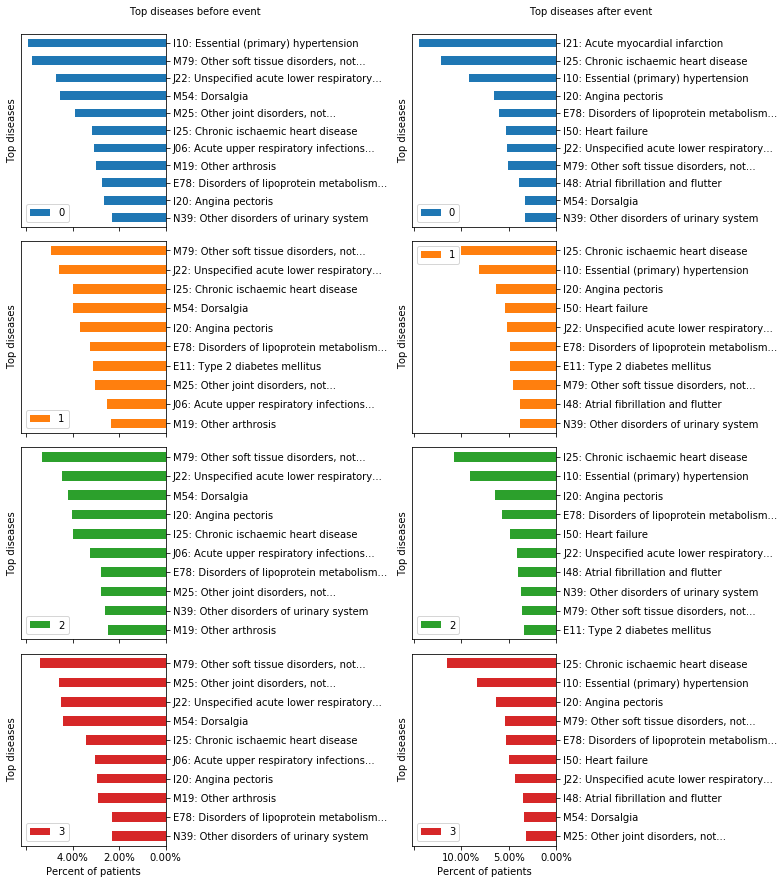 Top diseases before event
Top diseases
I10: Essential (primary) hypertension
M79: Other soft tissue disorders, not...
J22: Unspecified acute lower respiratory...
M54: Dorsalgia
M25: Other joint disorders, not...
I25: Chronic ischaemic heart disease
J06: Acute upper respiratory infections...
M19: Other arthrosis
E78: Disorders of lipoprotein metabolism...
I20: Angina pectoris
N39: Other disorders of urinary system
0
Top diseases
M79: Other soft tissue disorders, not...
J22: Unspecified acute lower respiratory...
I25: Chronic ischaemic heart disease
M54: Dorsalgia
I20: Angina pectoris
E78: Disorders of lipoprotein metabolism...
E11: Type 2 diabetes mellitus
M25: Other joint disorders, not...
J06: Acute upper respiratory infections...
M19: Other arthrosis
1
Top diseases
M79: Other soft tissue disorders, not...
J22: Unspecified acute lower respiratory...
M54: Dorsalgia
I20: Angina pectoris
I25: Chronic ischaemic heart disease
J06: Acute upper respiratory infections...
E78: Disorders of lipoprotein metabolism...
M25: Other joint disorders, not...
N39: Other disorders of urinary system
M19: Other arthrosis
2
Top diseases
M79: Other soft tissue disorders, not...
M25: Other joint disorders, not...
J22: Unspecified acute lower respiratory...
M54: Dorsalgia
I25: Chronic ischaemic heart disease
J06: Acute upper respiratory infections...
I20: Angina pectoris
M19: Other arthrosis
E78: Disorders of lipoprotein metabolism...
N39: Other disorders of urinary system
3
4.00% 2.00% 0.00%
Percent of patients
Top diseases after event
Top diseases
I21: Acute myocardial infarction
I25: Chronic ischaemic heart disease
I10: Essential (primary) hypertension
I20: Angina pectoris
E78: Disorders of lipoprotein metabolism...
I50: Heart failure
J22: Unspecified acute lower respiratory...
M79: Other soft tissue disorders, not...
I48: Atrial fibrillation and flutter
M54: Dorsalgia
N39: Other disorders of urinary system
0
Top diseases
1
I25: Chronic ischaemic heart disease
I10: Essential (primary) hypertension
I20: Angina pectoris
I50: Heart failure
J22: Unspecified acute lower respiratory...
E78: Disorders of lipoprotein metabolism...
E11: Type 2 diabetes mellitus
M79: Other soft tissue disorders, not...
I48: Atrial fibrillation and flutter
N39: Other disorders of urinary system
Top diseases
I25: Chronic ischaemic heart disease
I10: Essential (primary) hypertension
I20: Angina pectoris
E78: Disorders of lipoprotein metabolism...
I50: Heart failure
J22: Unspecified acute lower respiratory...
I48: Atrial fibrillation and flutter
N39: Other disorders of urinary system
M79: Other soft tissue disorders, not...
E11: Type 2 diabetes mellitus
2
Top diseases
I25: Chronic ischaemic heart disease
I10: Essential (primary) hypertension
I20: Angina pectoris
M79: Other soft tissue disorders, not...
E78: Disorders of lipoprotein metabolism...
I50: Heart failure
J22: Unspecified acute lower respiratory...
I48: Atrial fibrillation and flutter
M54: Dorsalgia
M25: Other joint disorders, not...
3
10.00% 5.00% 0.00%
Percent of patients